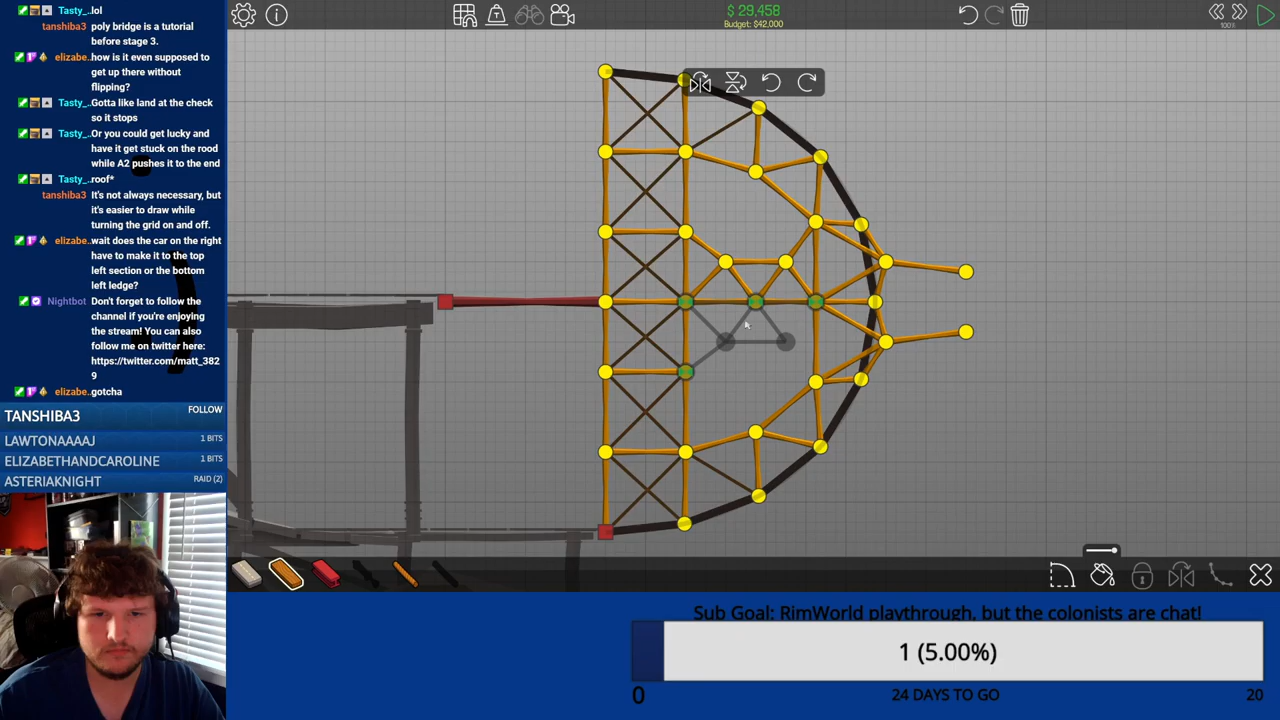 Tasty_..lol
tanshiba3 poly bridge is a tutorial
before stage 3.
elizabe..how is it even supposed to
get up there without
flipping?
Tasty_..Gotta like land at the check
so it stops
Tasty_..Or you could get lucky and
have it get stuck on the rood
while A2 pushes it to the end
Tasty_..roof*
tanshiba3 It's not always necessary, but
it's easier to draw while
turning the grid on and off.
elizabe..wait does the car on the right
have to make it to the top
left section or the bottom
left ledge?
Nightbot Don't forget to follow the
channel if you're enjoying
the stream! You can also
follow me on twitter here:
https://twitter.com/matt_382
9
elizabe..gotcha
TANSHIBA3 FOLLOW
LAWTONAAAAJ 1 BITS
ELIZABETHANDCAROLINE 1 BITS
ASTERIAKNIGHT RAID (2)
$ 29,458
Budget: $42,000
100%
Sub Goal: RimWorld playthrough, but the colonists are chat!
1 (5.00%)
0 24 DAYS TO GO 20